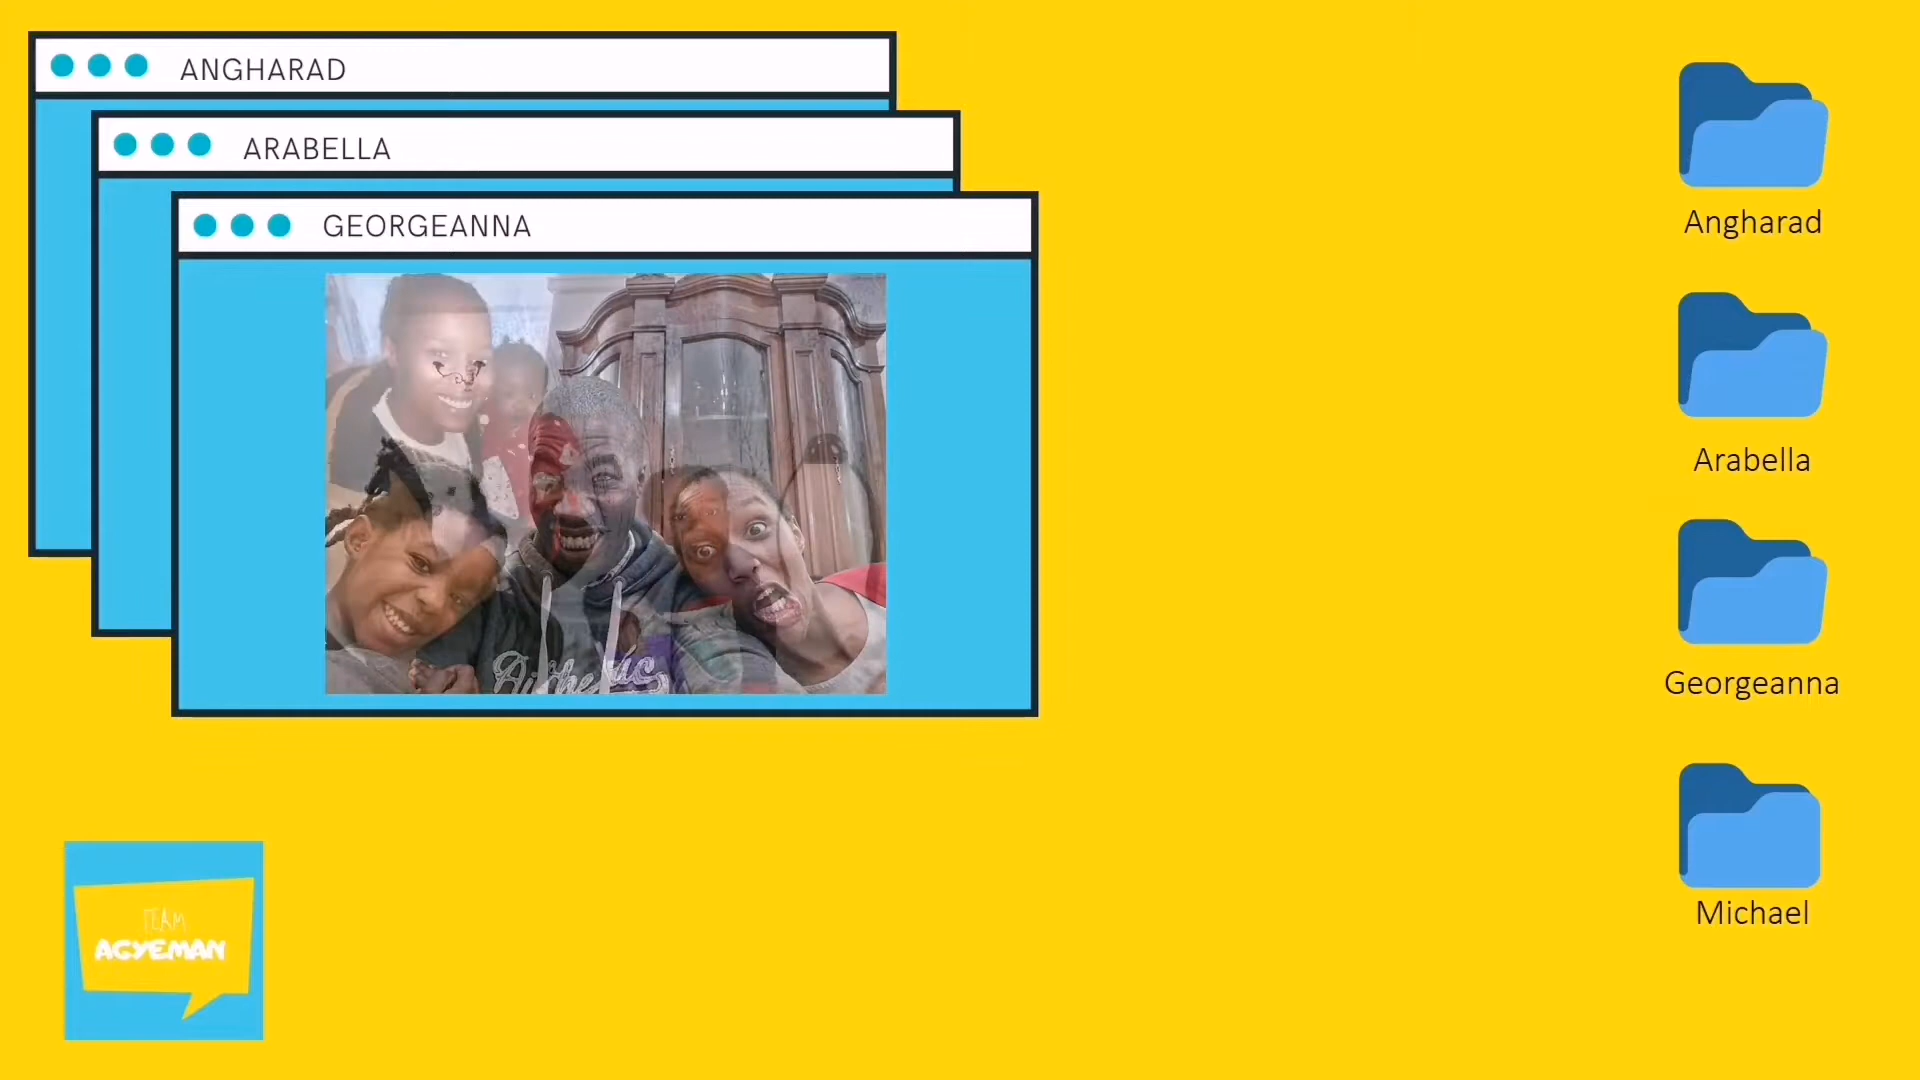 ANGHARAD
ARABELLA
GEORGEANNA
Angharad
Arabella
Georgeanna
Michael
TEAM
AGYEMAN